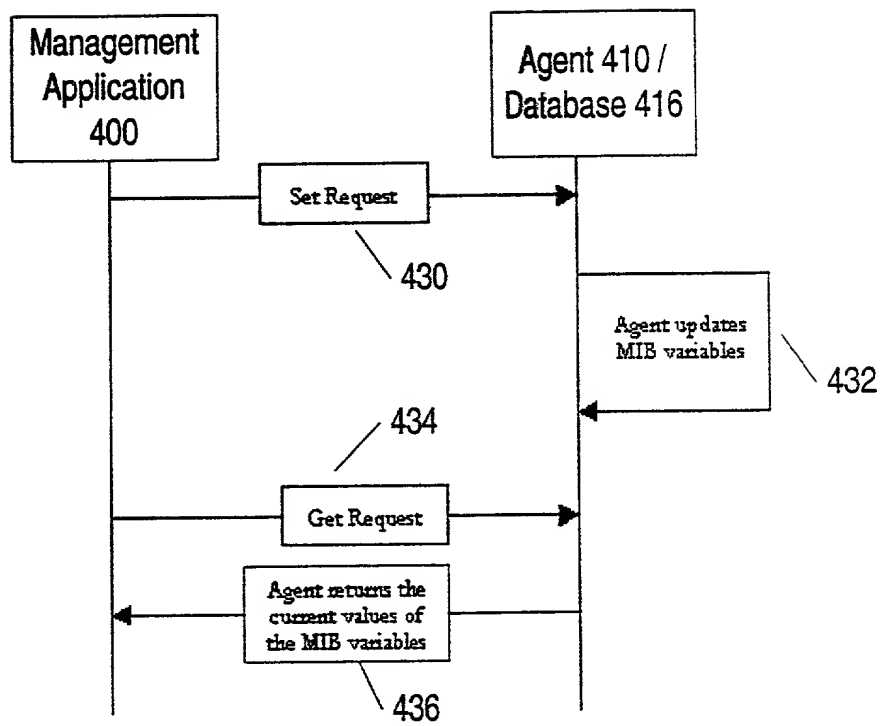 Management
Application
400
Agent 410 /
Database 416
Set Request
430
Agent updates
MIB variables
432
434
Get Request
Agent returns the
current values of
the MIB variables
436